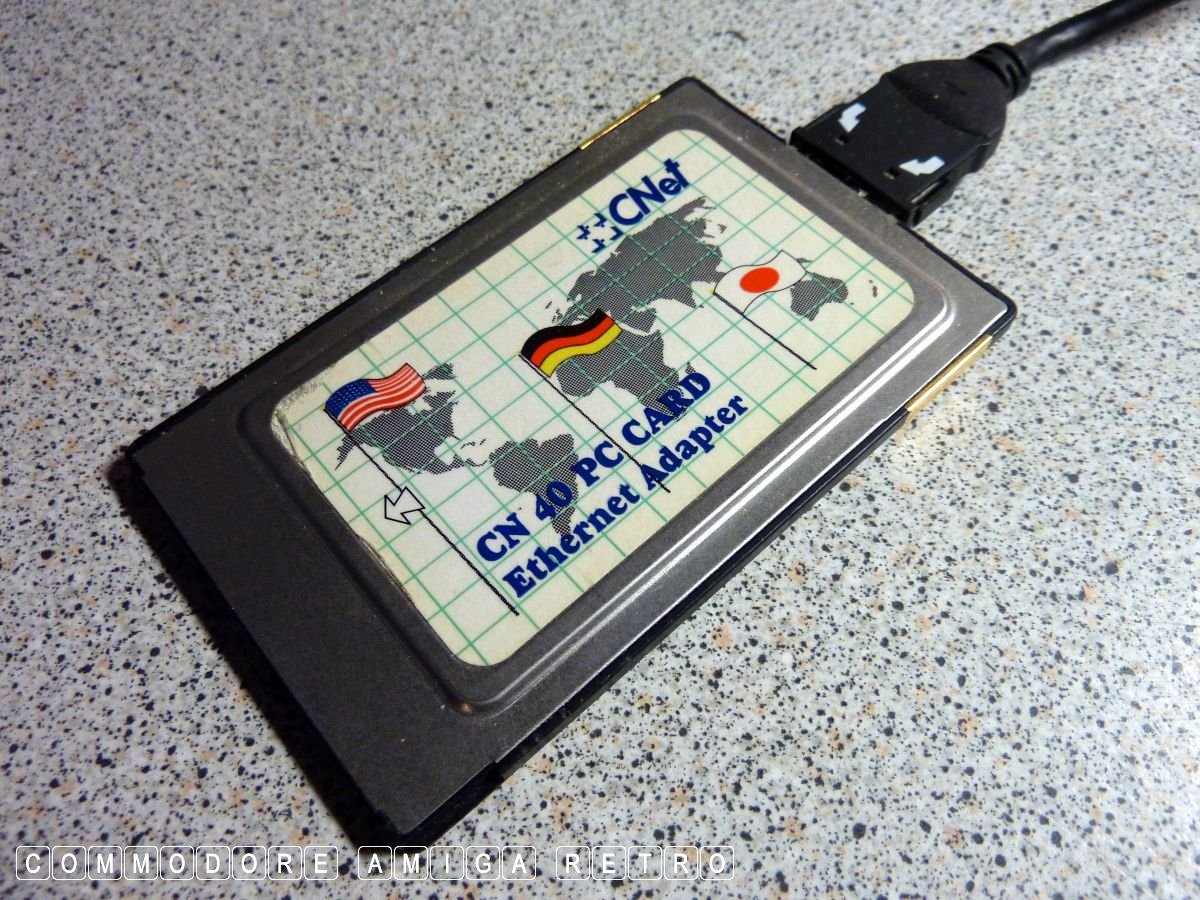 CNet
CN 40 PC CARD
Ethernet Adapter
COMMODORE AMIGA RETRO